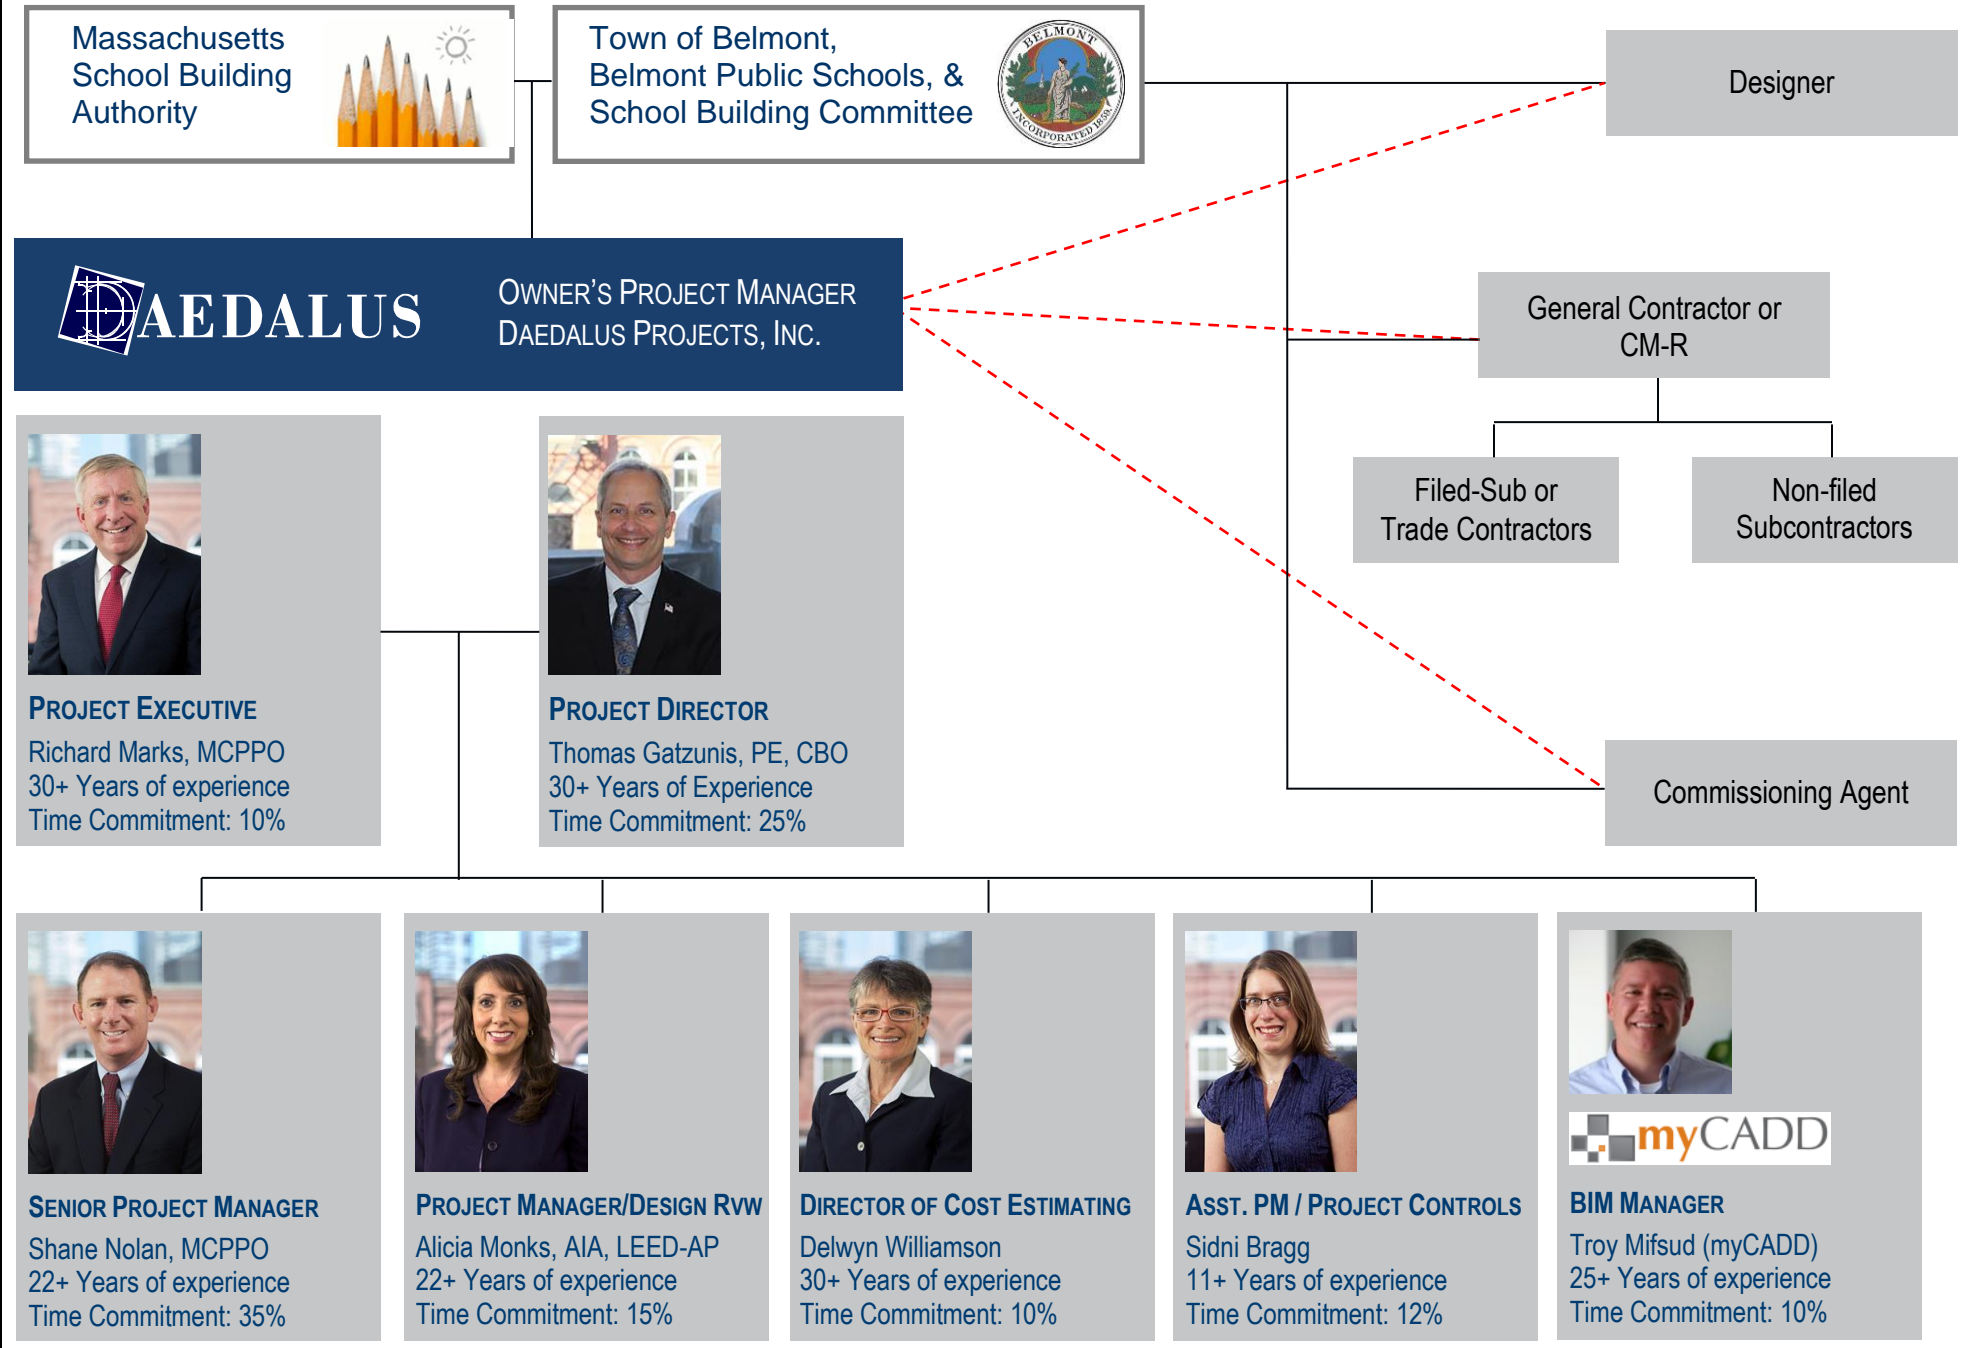 Massachusetts
School Building
Authority
Town of Belmont,
Belmont Public Schools, &
School Building Committee
BELMONT
INCORPORATED 1859.
Designer
DAEDALUS
OWNER'S PROJECT MANAGER
DAEDALUS PROJECTS, INC.
General Contractor or
CM-R
Filed-Sub or
Trade Contractors
Non-filed
Subcontractors
Commissioning Agent
PROJECT EXECUTIVE
Richard Marks, MCPPO
30+ Years of experience
Time Commitment: 10%
PROJECT DIRECTOR
Thomas Gatzunis, PE, CBO
30+ Years of Experience
Time Commitment: 25%
SENIOR PROJECT MANAGER
Shane Nolan, MCPPO
22+ Years of experience
Time Commitment: 35%
PROJECT MANAGER/DESIGN RVW
Alicia Monks, AIA, LEED-AP
22+ Years of experience
Time Commitment: 15%
DIRECTOR OF COST ESTIMATING
Delwyn Williamson
30+ Years of experience
Time Commitment: 10%
ASST. PM / PROJECT CONTROLS
Sidni Bragg
11+ Years of experience
Time Commitment: 12%
myCADD
BIM MANAGER
Troy Mifsud (myCADD)
25+ Years of experience
Time Commitment: 10%